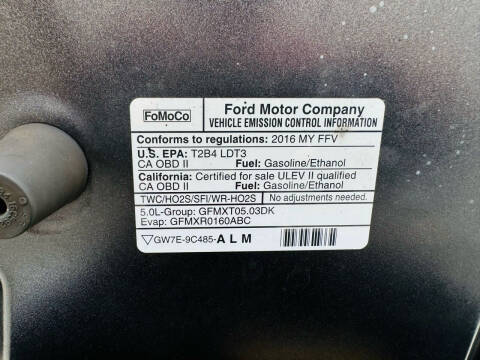 FoMoCo
Ford Motor Company
VEHICLE EMISSION CONTROL INFORMATION
Conforms to regulations: 2016 MY FFV
U.S. EPA: T2B4 LDT3
CA OBD II Fuel: Gasoline/Ethanol
California: Certified for sale ULEV II qualified
CA OBD II Fuel: Gasoline/Ethanol
TWC/HO2S/SFI/WR-HO2S No adjustments needed.
5.0L-Group: GFMXT05.03DK
Evap: GFMXR0160ABC
GW7E-9C485-A L M